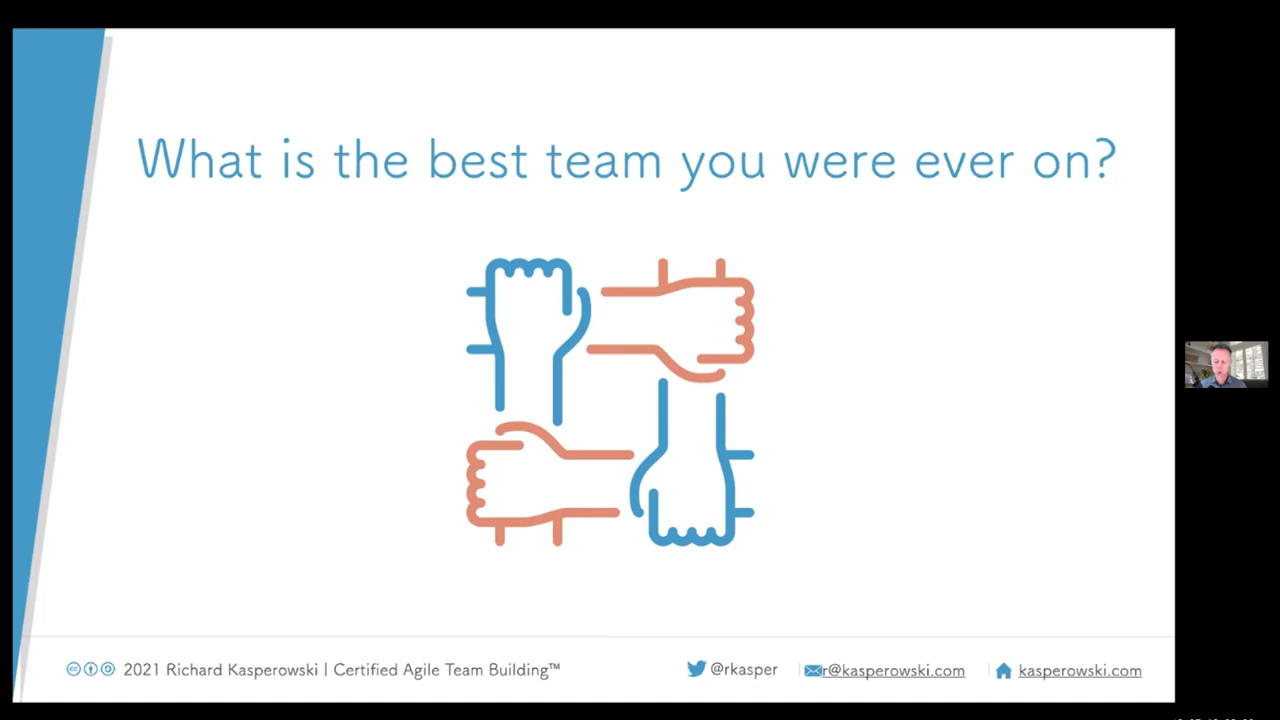 What is the best team you were ever on?
2021 Richard Kasperowski | Certified Agile Team Building™
@rkasper
r@kasperowski.com
kasperowski.com